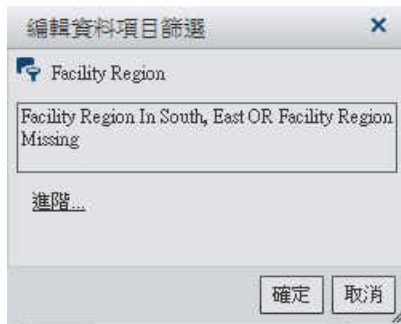 編輯資料項目篩選
Facility Region
Facility Region In South, East OR Facility Region
Missing
進階...
確定
取消